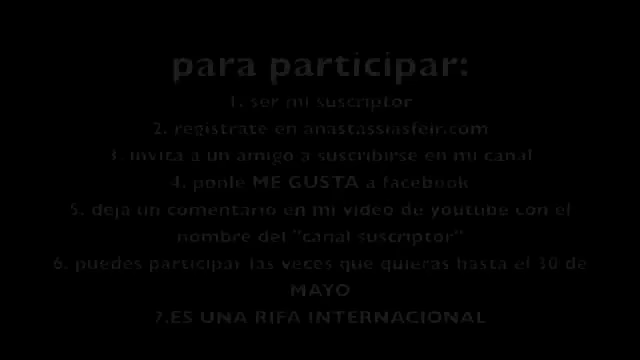 para participar:
1. ser mi suscriptor
2. registrate en anastassiasfeir.com
3. invita a un amigo a suscribirse en mi canal
4. ponle ME GUSTA a facebook
5. deja un comentario en mi video de youtube con el
nombre del "canal suscriptor"
6. puedes participar las veces que quieras hasta el 30 de
MAYO
7.ES UNA RIFA INTERNACIONAL